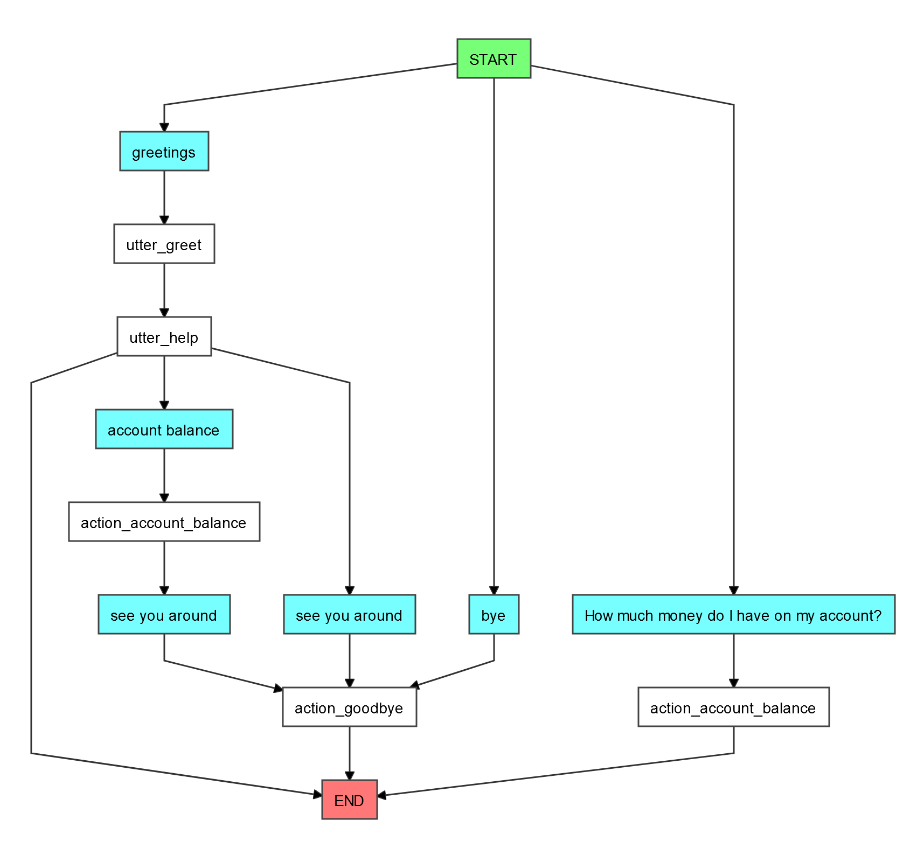 START
greetings
utter_greet
utter_help
account balance
action_account_balance
see you around
see you around
bye
How much money do I have on my account?
action_goodbye
action_account_balance
END